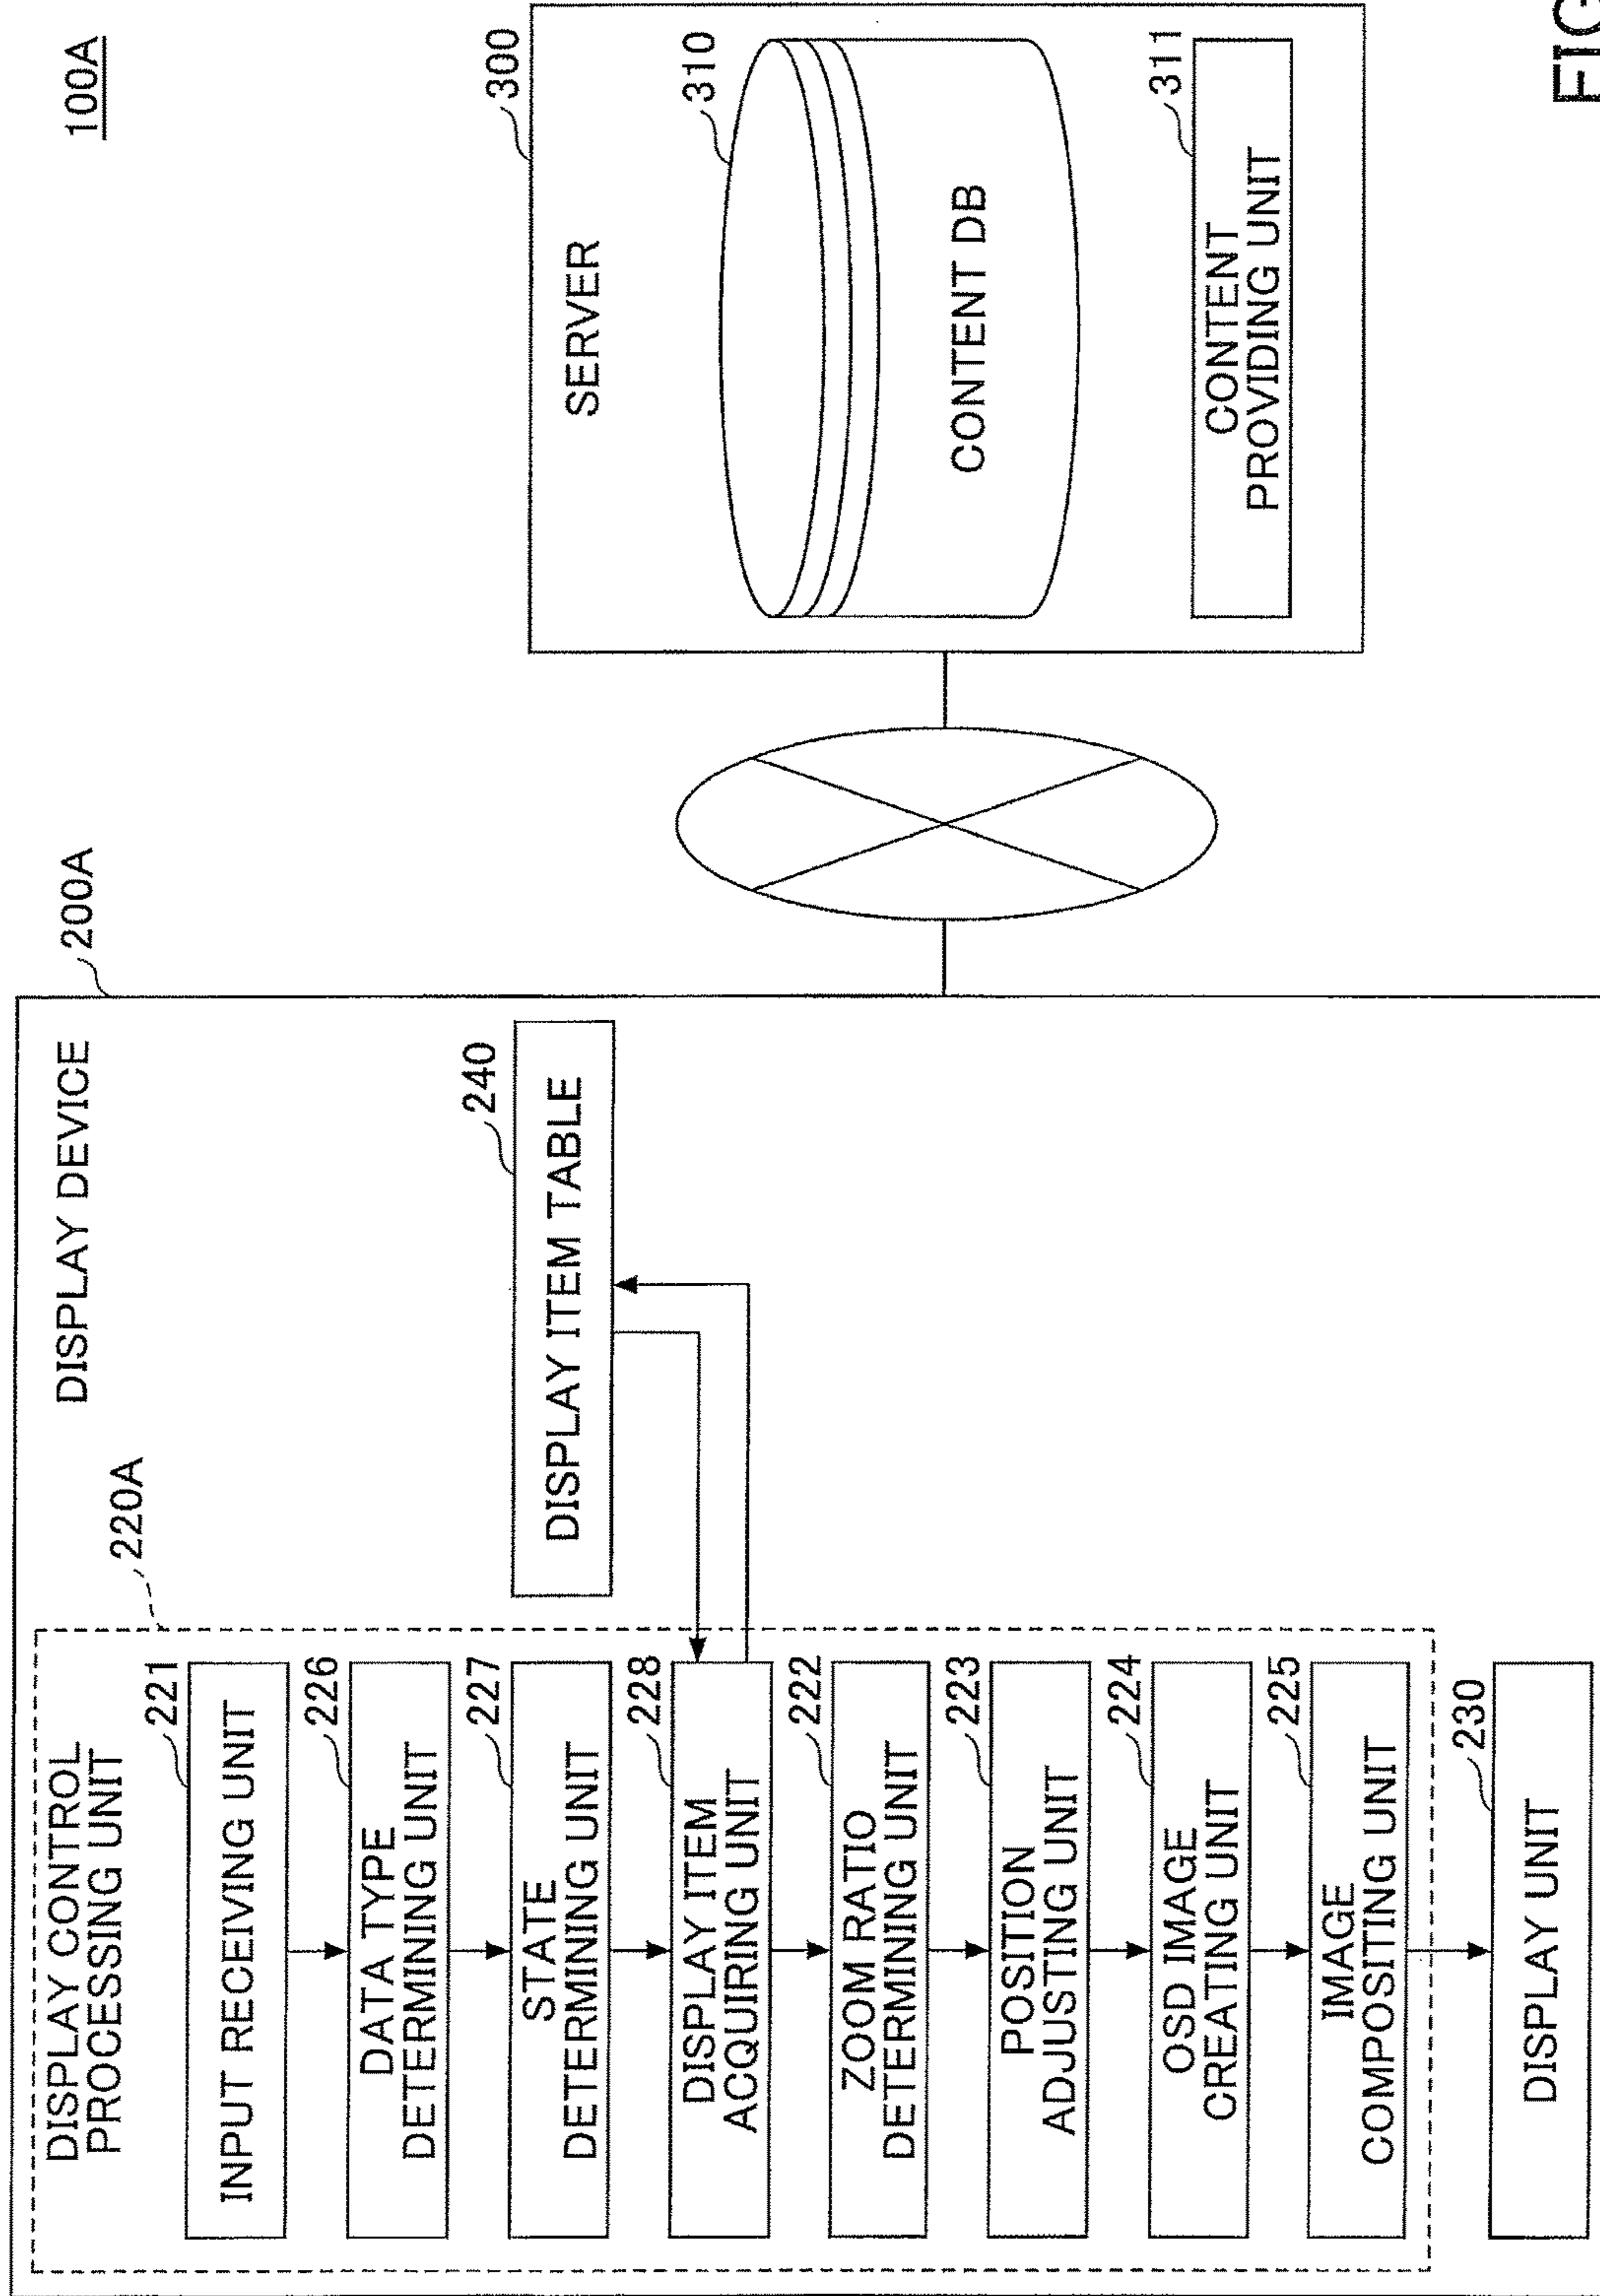 100A
DISPLAY DEVICE
200A
DISPLAY CONTROL
PROCESSING UNIT
220A
221
INPUT RECEIVING UNIT
226
DATA TYPE
DETERMINING UNIT
227
STATE
DETERMINING UNIT
228
DISPLAY ITEM
ACQUIRING UNIT
222
ZOOM RATIO
DETERMINING UNIT
223
POSITION
ADJUSTING UNIT
224
OSD IMAGE
CREATING UNIT
225
IMAGE
COMPOSITING UNIT
230
DISPLAY UNIT
240
DISPLAY ITEM TABLE
300
SERVER
310
CONTENT DB
311
CONTENT
PROVIDING UNIT